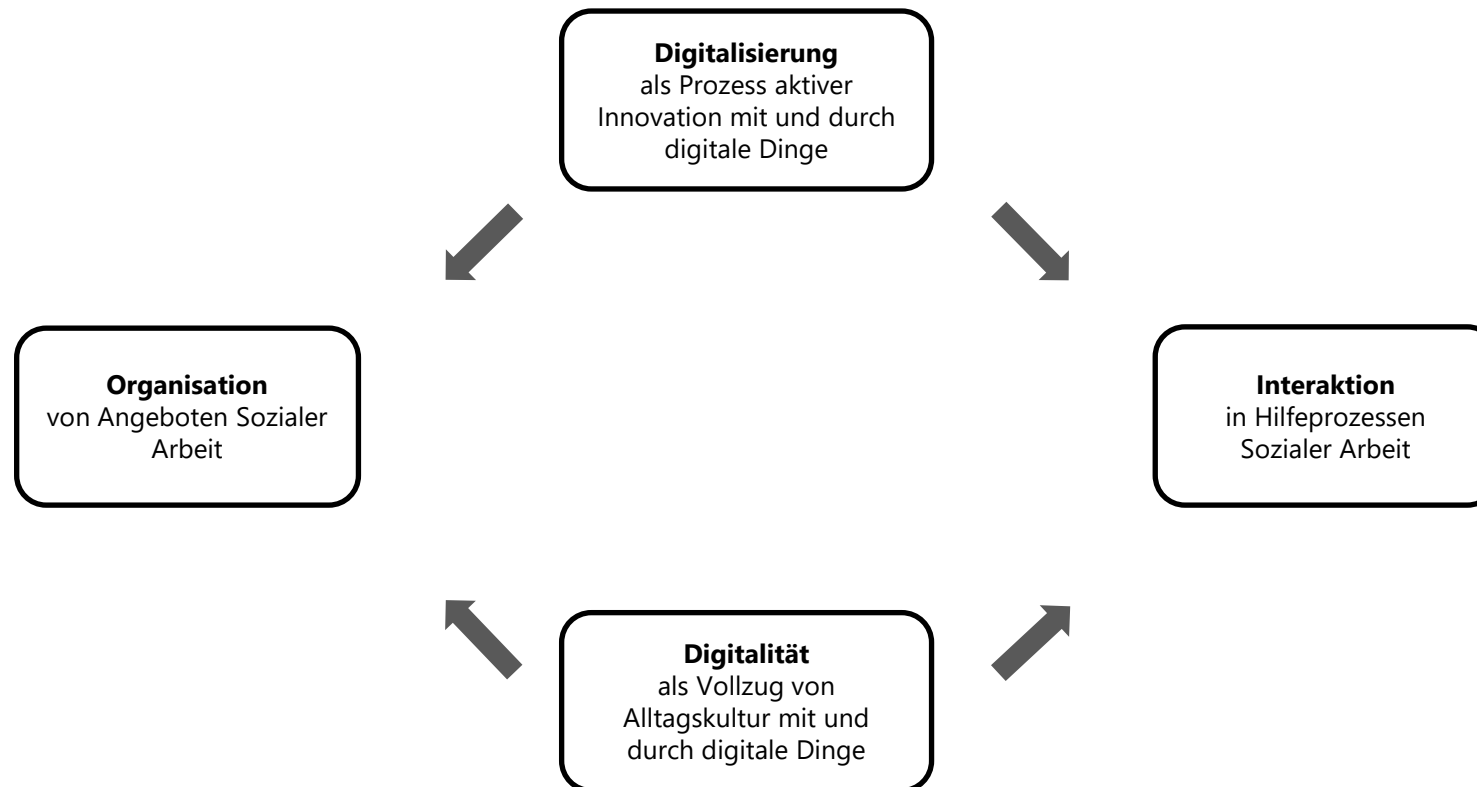 Digitalisierung
als Prozess aktiver
Innovation mit und durch
digitale Dinge
Organisation
von Angeboten Sozialer
Arbeit
Interaktion
in Hilfeprozessen
Sozialer Arbeit
Digitalität
als Vollzug von
Alltagskultur mit und
durch digitale Dinge